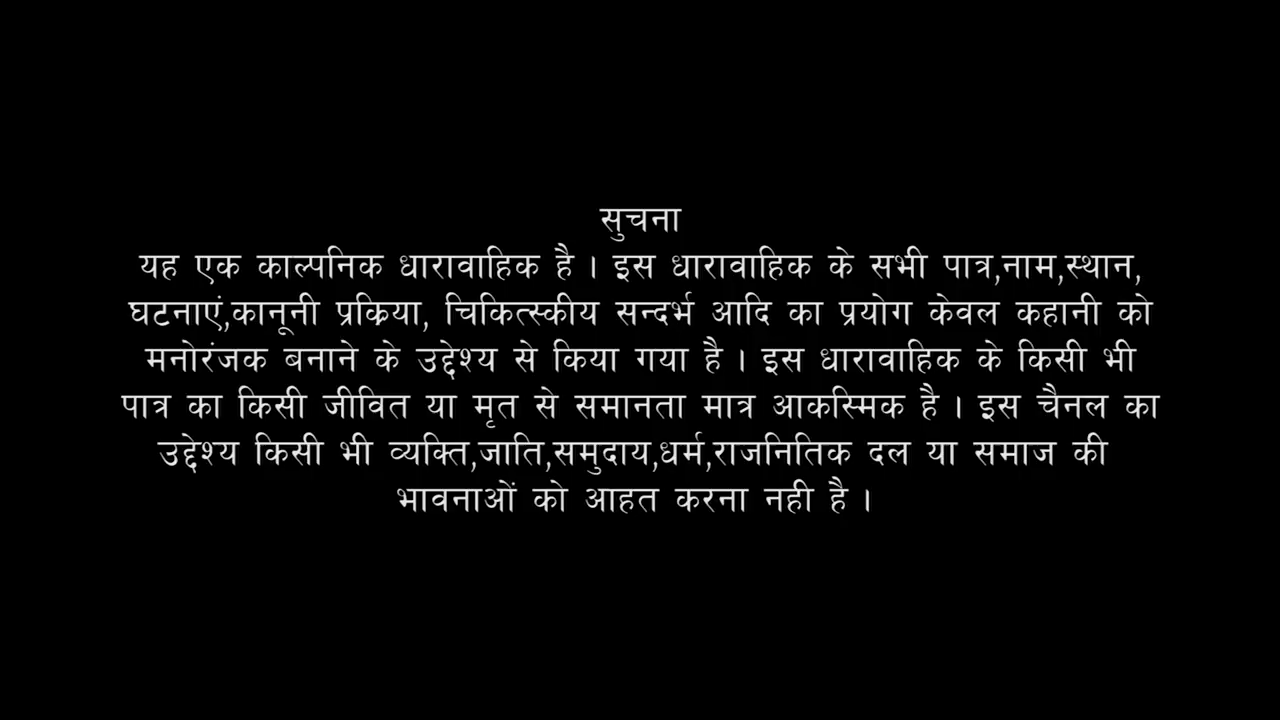 सुचना
यह एक काल्पनिक धारावाहिक है । इस धारावाहिक के सभी पात्र,नाम,स्थान,
घटनाएं,कानूनी प्रक्रिया, चिकित्स्कीय सन्दर्भ आदि का प्रयोग केवल कहानी को
मनोरंजक बनाने के उद्देश्य से किया गया है । इस धारावाहिक के किसी भी
पात्र का किसी जीवित या मृत से समानता मात्र आकस्मिक है । इस चैनल का
उद्देश्य किसी भी व्यक्ति,जाति,समुदाय,धर्म,राजनितिक दल या समाज की
भावनाओं को आहत करना नही है ।